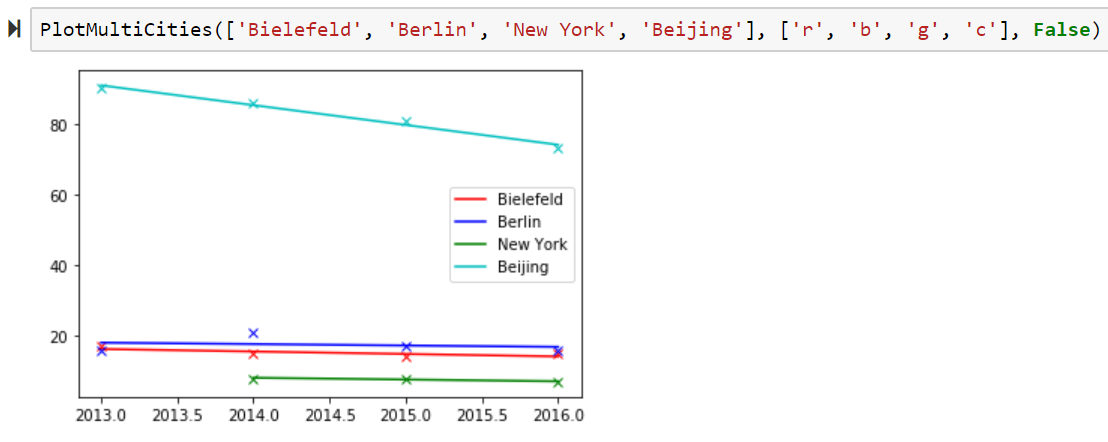 PlotMultiCities(['Bielefeld', 'Berlin', 'New York', 'Beijing'], ['r', 'b', 'g', 'c'], False)
80
60
40
20
Bielefeld
Berlin
New York
Beijing
2013.0 2013.5 2014.0 2014.5 2015.0 2015.5 2016.0